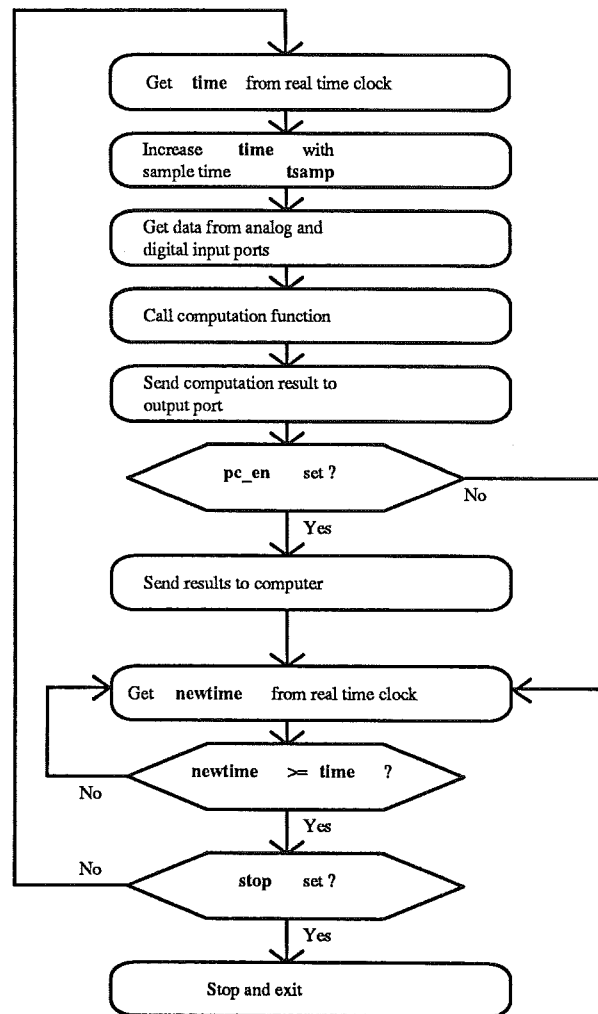 Get time from real time clock
Increase time with
sample time tsamp
Get data from analog and
digital input ports
Call computation function
Send computation result to
output port
pc_en set ?
No
Yes
Send results to computer
Get newtime from real time clock
newtime >= time ?
No
Yes
No
stop set ?
Yes
Stop and exit